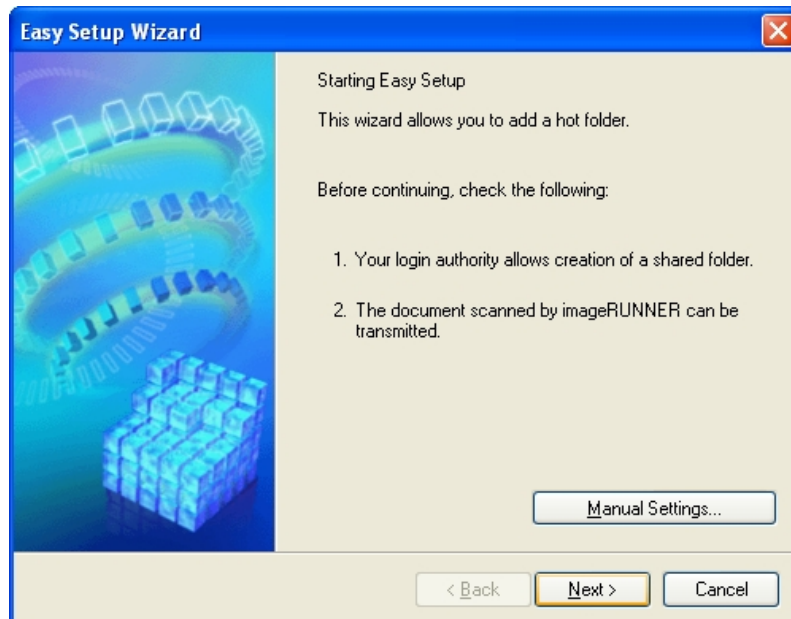 Easy Setup Wizard
Starting Easy Setup
This wizard allows you to add a hot folder.
Before continuing, check the following:
1. Your login authority allows creation of a shared folder.
2. The document scanned by imageRUNNER can be
transmitted.
Manual Settings...
< Back Next > Cancel